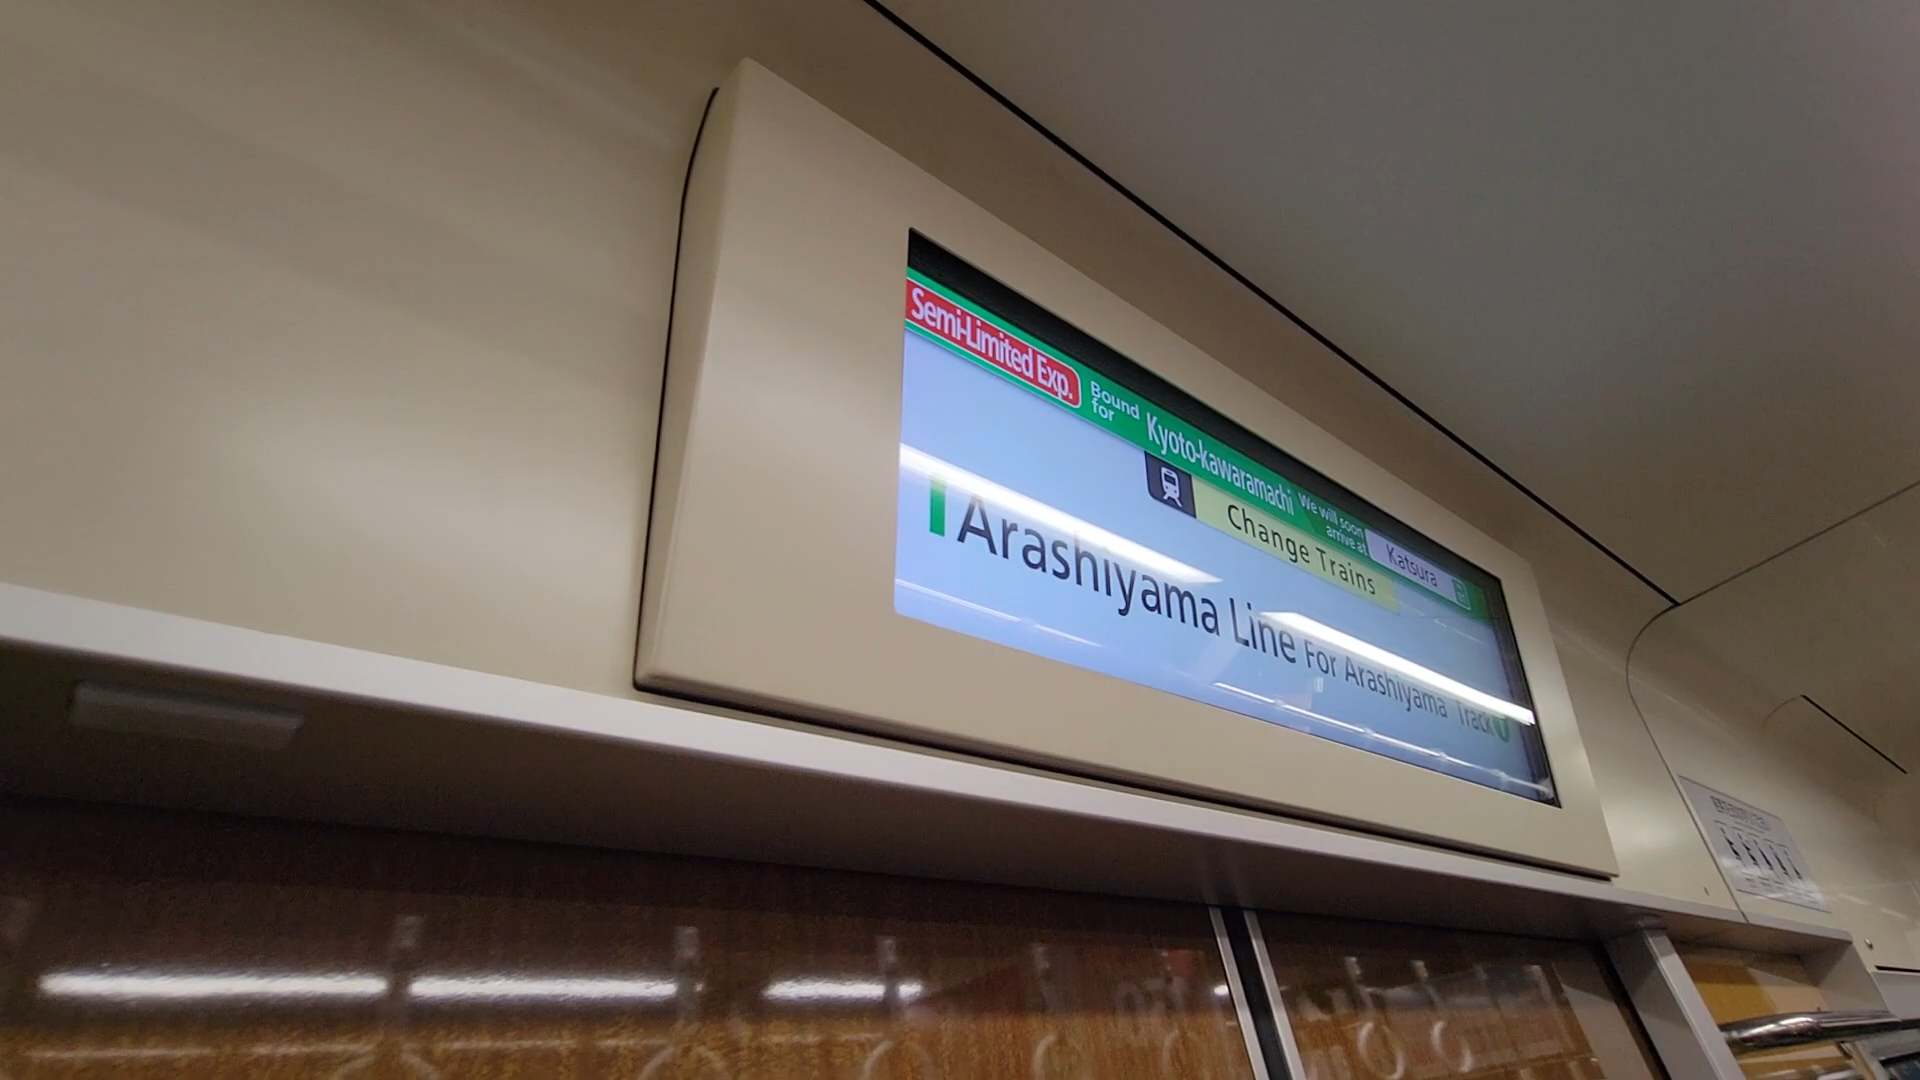 Semi-Limited Exp. Bound for Kyoto-kawaramachi We will soon arrive at Katsura
Change Trains
Arashiyama Line For Arashiyama Track 1